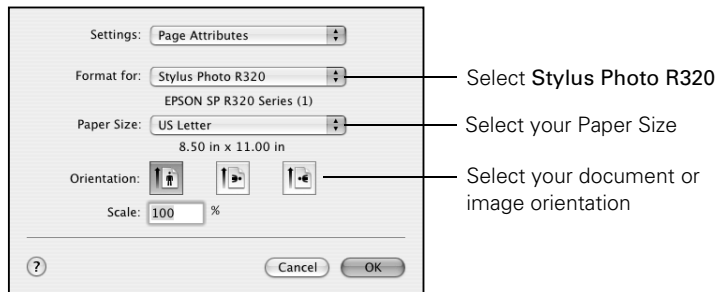 Settings: Page Attributes
Format for: Stylus Photo R320
Select Stylus Photo R320
EPSON SP R320 Series (1)
Paper Size: US Letter
Select your Paper Size
8.50 in x 11.00 in
Orientation:
Select your document or
image orientation
Scale: 100 %
? Cancel OK